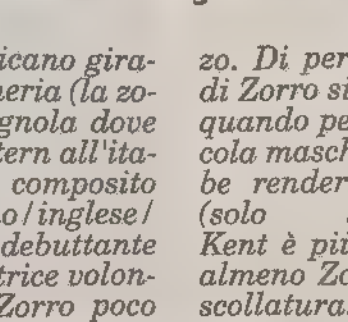 icano gira-
neria (la zo-
gnola dove
tern all'ita-
composito
o/inglese/
debuttante
trice volon-
Zorro poco
zo. Di per
di Zorro si
quando pe
cola masch
be render
(solo
Kent è più
almeno Zo
scollatura.